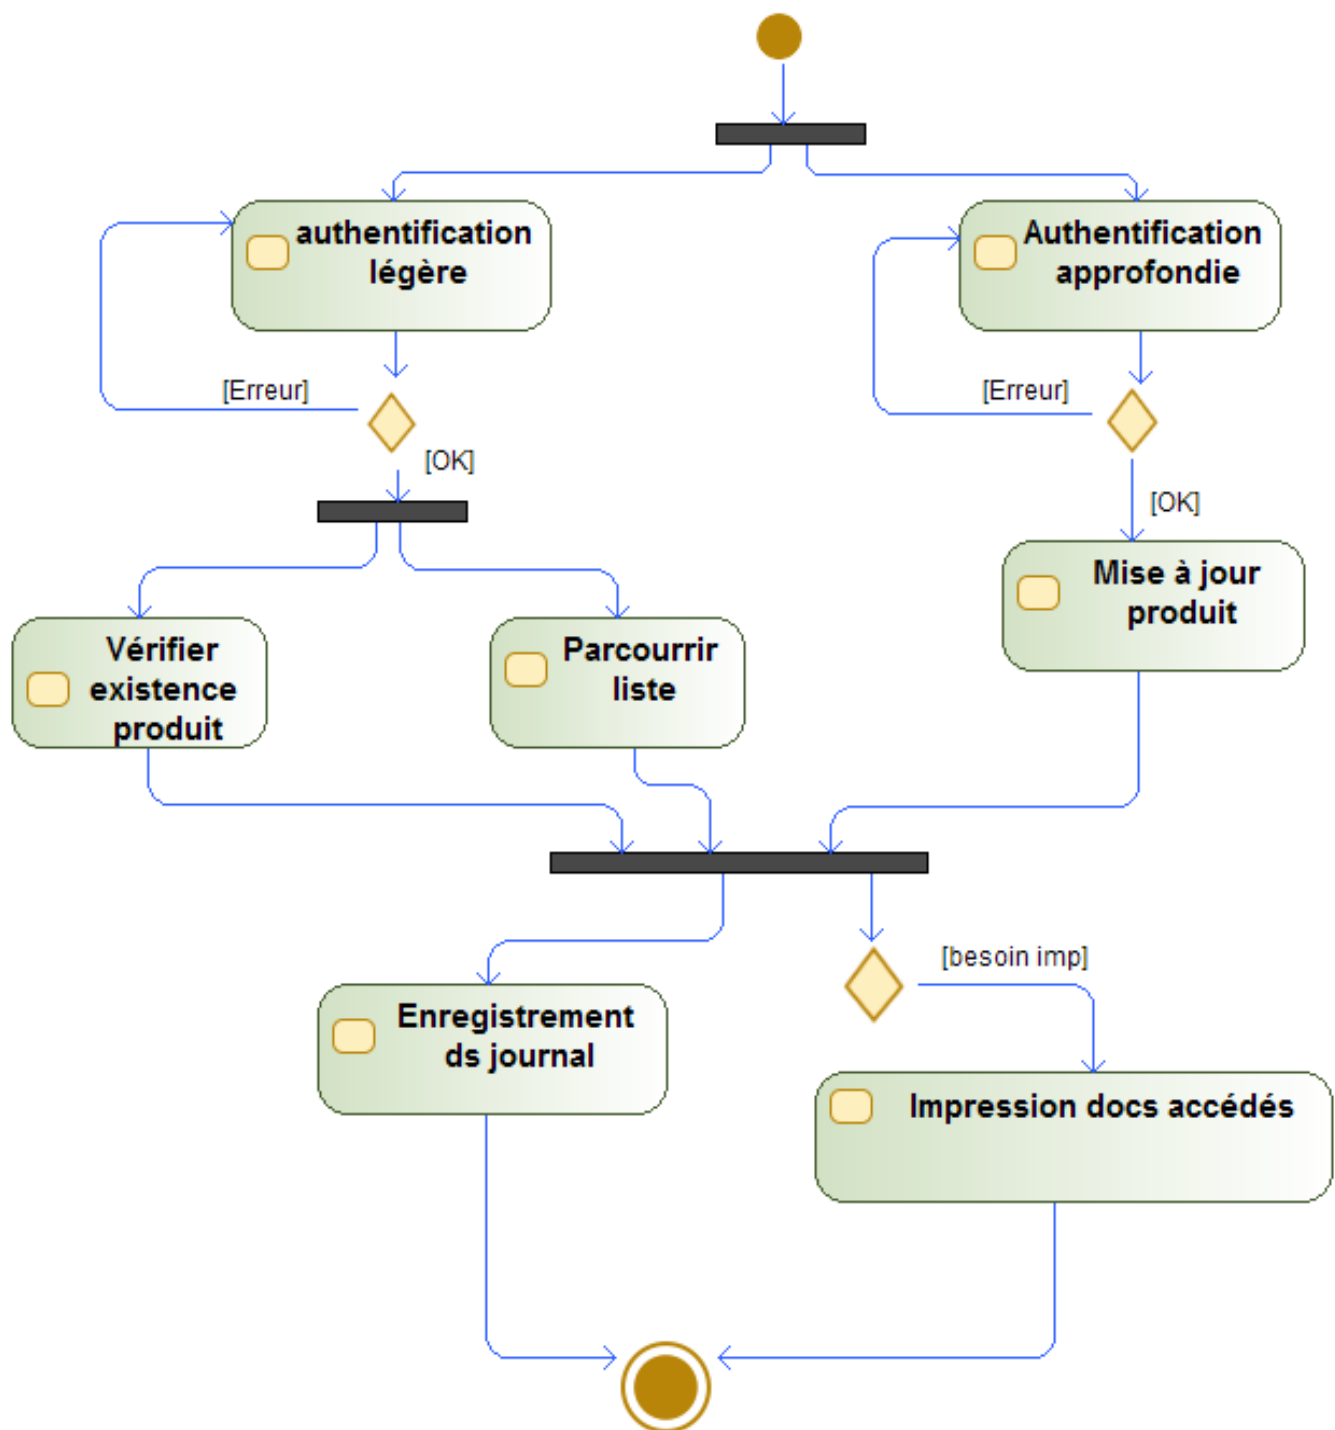 authentification
légère
Authentification
approfondie
[Erreur]
[Erreur]
[OK]
[OK]
Mise à jour
produit
Vérifier
existence
produit
Parcourrir
liste
[besoin imp]
Enregistrement
ds journal
Impression docs accédés